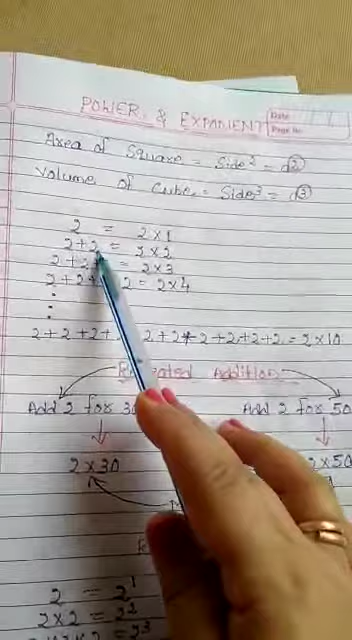 POWER & EXPONENT
Date
Page No.
Area of Square = Side² = a²
Volume of Cube = Side³ = a³
2 = 2×1
2+2 = 2×2
2+2+ = 2×3
2+2+ 2 = 2×4
2+2+2+ 2+2+2+2+2+2 = 2×10
Repeated Addition
Add 2 for 30 Add 2 for 50
2×30 2×50
2 = 2¹
2×2 = 2²
2×2×2 = 2³